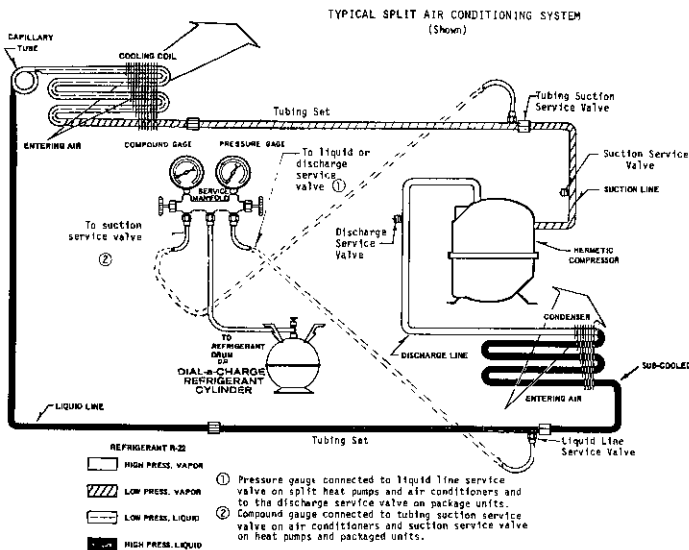 TYPICAL SPLIT AIR CONDITIONING SYSTEM
(Shown)
CAPILLARY
TUBE
COOLING COIL
ENTERING AIR
Tubing Set
Tubing Suction
Service Valve
COMPOUND GAGE
PRESSURE GAGE
To liquid or
discharge
service
valve ①
SERVICE
MANIFOLD
Suction Service
Valve
SUCTION LINE
To suction
service valve
②
Discharge
Service
Valve
HERMETIC
COMPRESSOR
CONDENSER
TO
REFRIGERANT
DRUM
OR
DIAL-a-CHARGE
REFRIGERANT
CYLINDER
DISCHARGE LINE
SUB-COOLED
ENTERING AIR
LIQUID LINE
Tubing Set
Liquid Line
Service Valve
REFRIGERANT R-22
HIGH PRESS. VAPOR
LOW PRESS. VAPOR
LOW PRESS. LIQUID
HIGH PRESS. LIQUID
① Pressure gauge connected to liquid line service
valve on split heat pumps and air conditioners and
to the discharge service valve on package units.
② Compound gauge connected to tubing suction service
valve on air conditioners and suction service valve
on heat pumps and packaged units.